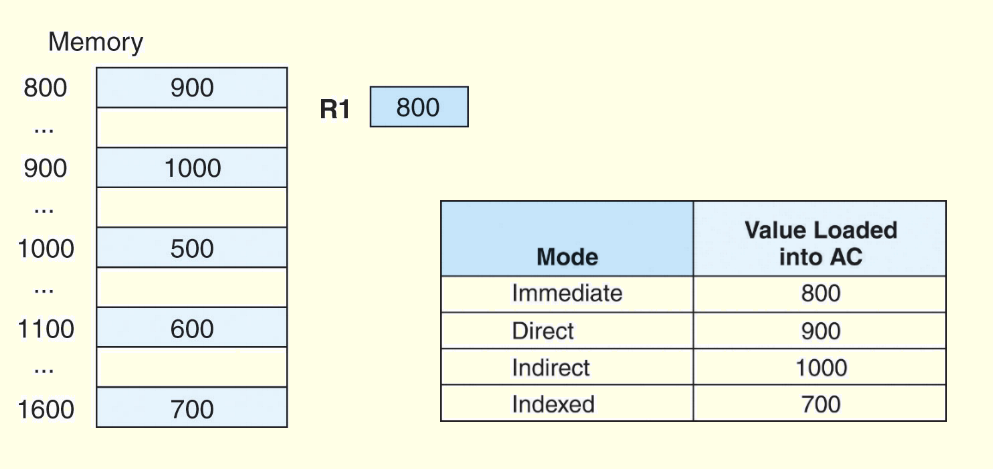 Memory
800 900
...
900 1000
...
1000 500
...
1100 600
...
1600 700
R1 800
Mode Value Loaded
into AC
Immediate 800
Direct 900
Indirect 1000
Indexed 700